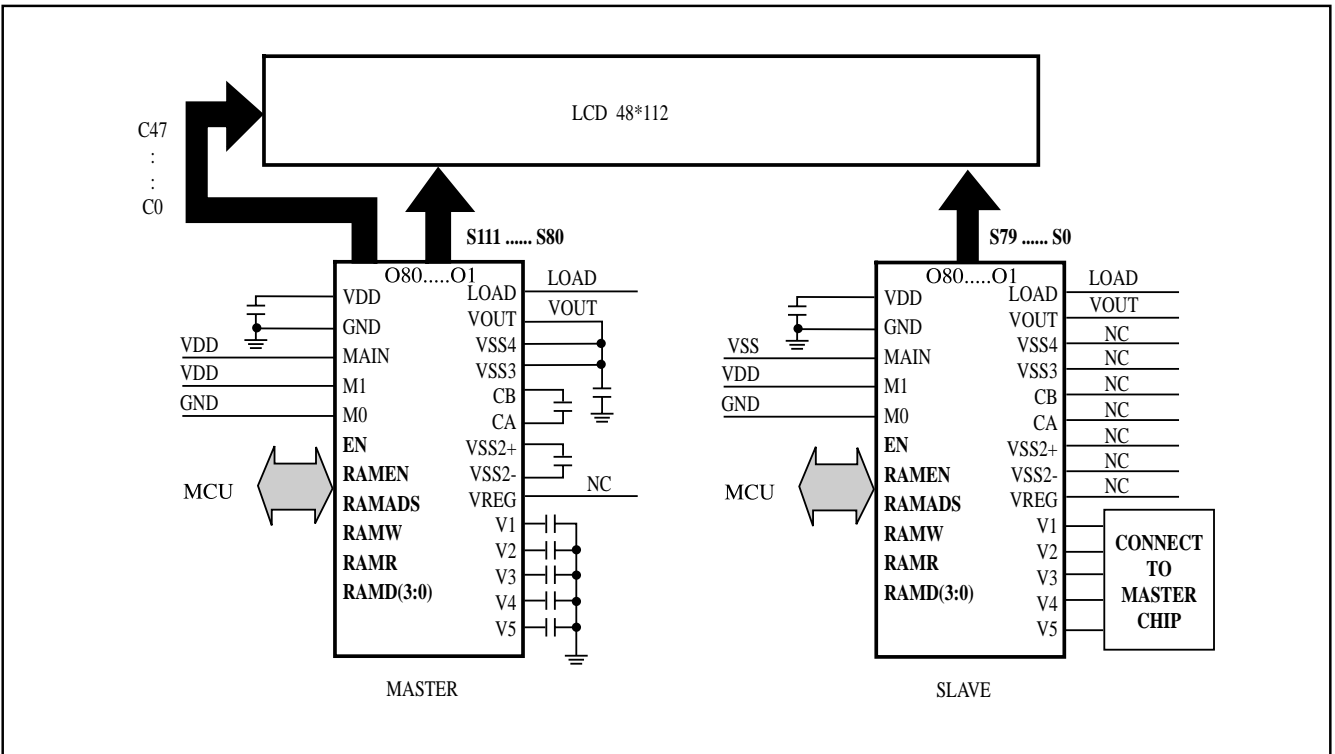 LCD 48*112
C47
:
:
:
C0
S111 ...... S80
S79 ...... S0
O80.....O1
VDD
GND
MAIN
M1
M0
EN
RAMEN
RAMADS
RAMW
RAMR
RAMD(3:0)
LOAD
VOUT
VSS4
VSS3
CB
CA
VSS2+
VSS2-
VREG
V1
V2
V3
V4
V5
VDD
VDD
GND
MCU
LOAD
VOUT
NC
MASTER
O80.....O1
VDD
GND
MAIN
M1
M0
EN
RAMEN
RAMADS
RAMW
RAMR
RAMD(3:0)
LOAD
VOUT
VSS4
VSS3
CB
CA
VSS2+
VSS2-
VREG
V1
V2
V3
V4
V5
VSS
VDD
GND
MCU
LOAD
VOUT
NC
NC
NC
NC
NC
NC
NC
CONNECT
TO
MASTER
CHIP
SLAVE